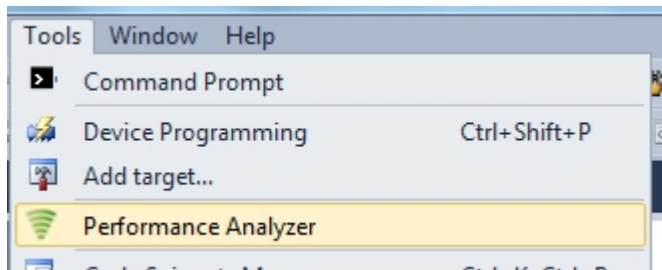 Tools Window Help
Command Prompt
Device Programming Ctrl+Shift+P
Add target...
Performance Analyzer